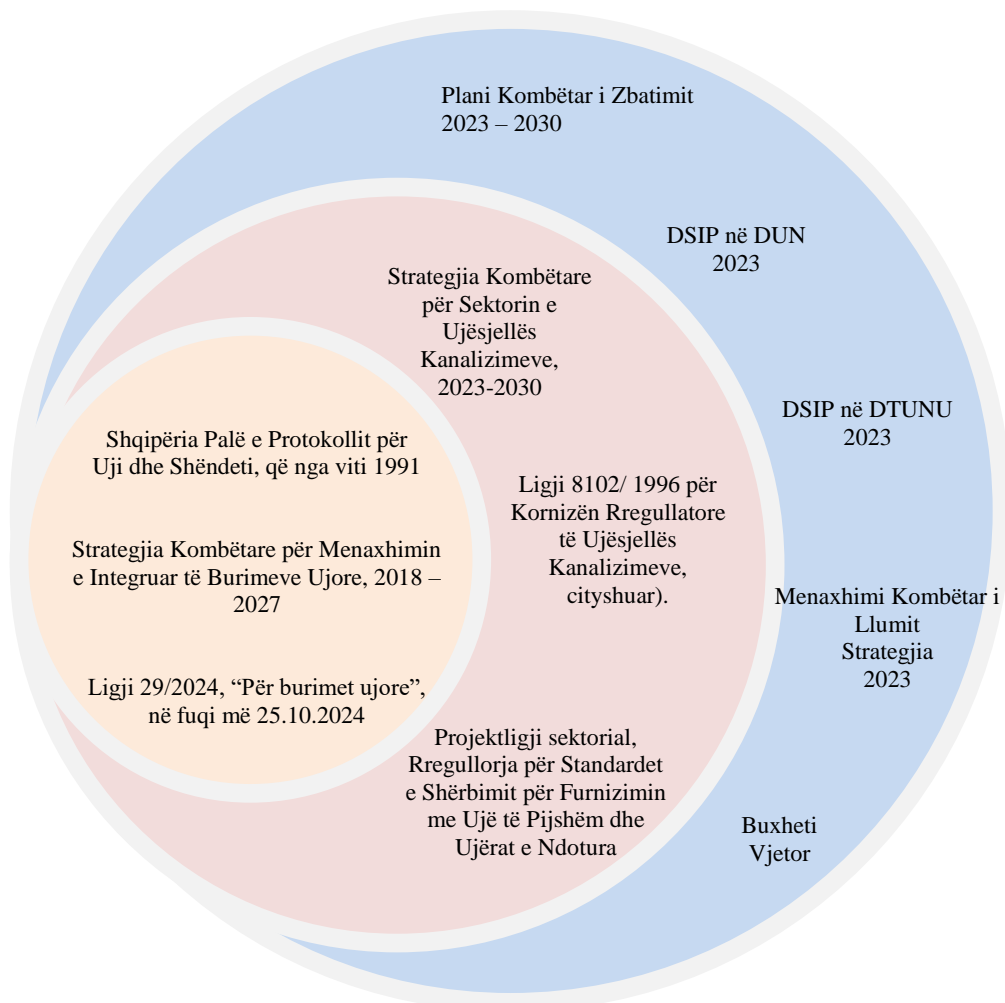 Plani Kombëtar i Zbatimit
2023 – 2030
DSIP në DUN
2023
DSIP në DTUNU
2023
Menaxhimi Kombëtar i
Llumit
Strategjia
2023
Buxheti
Vjetor
Strategjia Kombëtare
për Sektorin e
Ujësjellës
Kanalizimeve,
2023-2030
Ligji 8102/ 1996 për
Kornizën Rregullatore
të Ujësjellës
Kanalizimeve,
cityshuar).
Projektligji sektorial,
Rregullorja për Standardet
e Shërbimit për Furnizimin
me Ujë të Pijshëm dhe
Ujërat e Ndotura
Shqipëria Palë e Protokollit për
Uji dhe Shëndeti, që nga viti 1991
Strategjia Kombëtare për Menaxhimin
e Integruar të Burimeve Ujore, 2018 –
2027
Ligji 29/2024, “Për burimet ujore”,
në fuqi më 25.10.2024